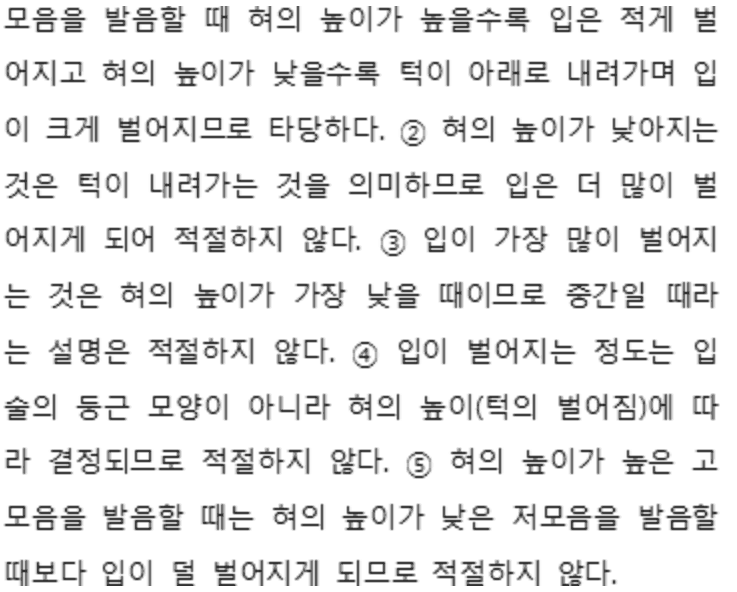 모음을 발음할 때 혀의 높이가 높을수록 입은 적게 벌
어지고 혀의 높이가 낮을수록 턱이 아래로 내려가며 입
이 크게 벌어지므로 타당하다. ② 혀의 높이가 낮아지는
것은 턱이 내려가는 것을 의미하므로 입은 더 많이 벌
어지게 되어 적절하지 않다. ③ 입이 가장 많이 벌어지
는 것은 혀의 높이가 가장 낮을 때이므로 중간일 때라
는 설명은 적절하지 않다. ④ 입이 벌어지는 정도는 입
술의 둥근 모양이 아니라 혀의 높이(턱의 벌어짐)에 따
라 결정되므로 적절하지 않다. ⑤ 혀의 높이가 높은 고
모음을 발음할 때는 혀의 높이가 낮은 저모음을 발음할
때보다 입이 덜 벌어지게 되므로 적절하지 않다.